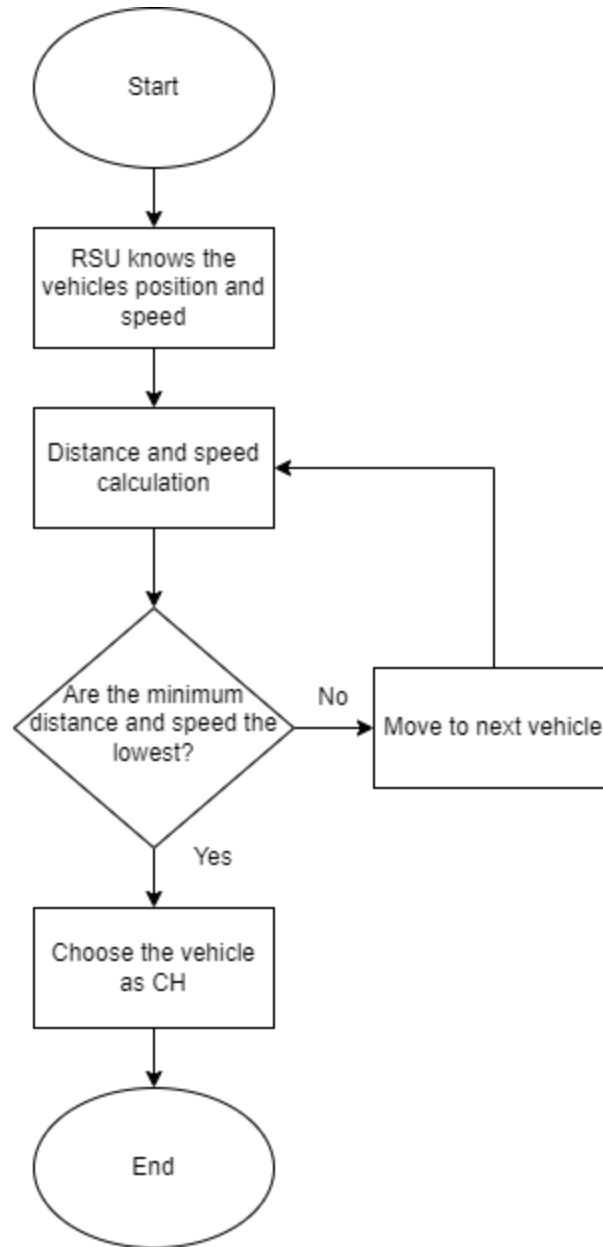 Start
RSU knows the
vehicles position and
speed
Distance and speed
calculation
Are the minimum
distance and speed the
lowest?
No
Move to next vehicle
Yes
Choose the vehicle
as CH
End